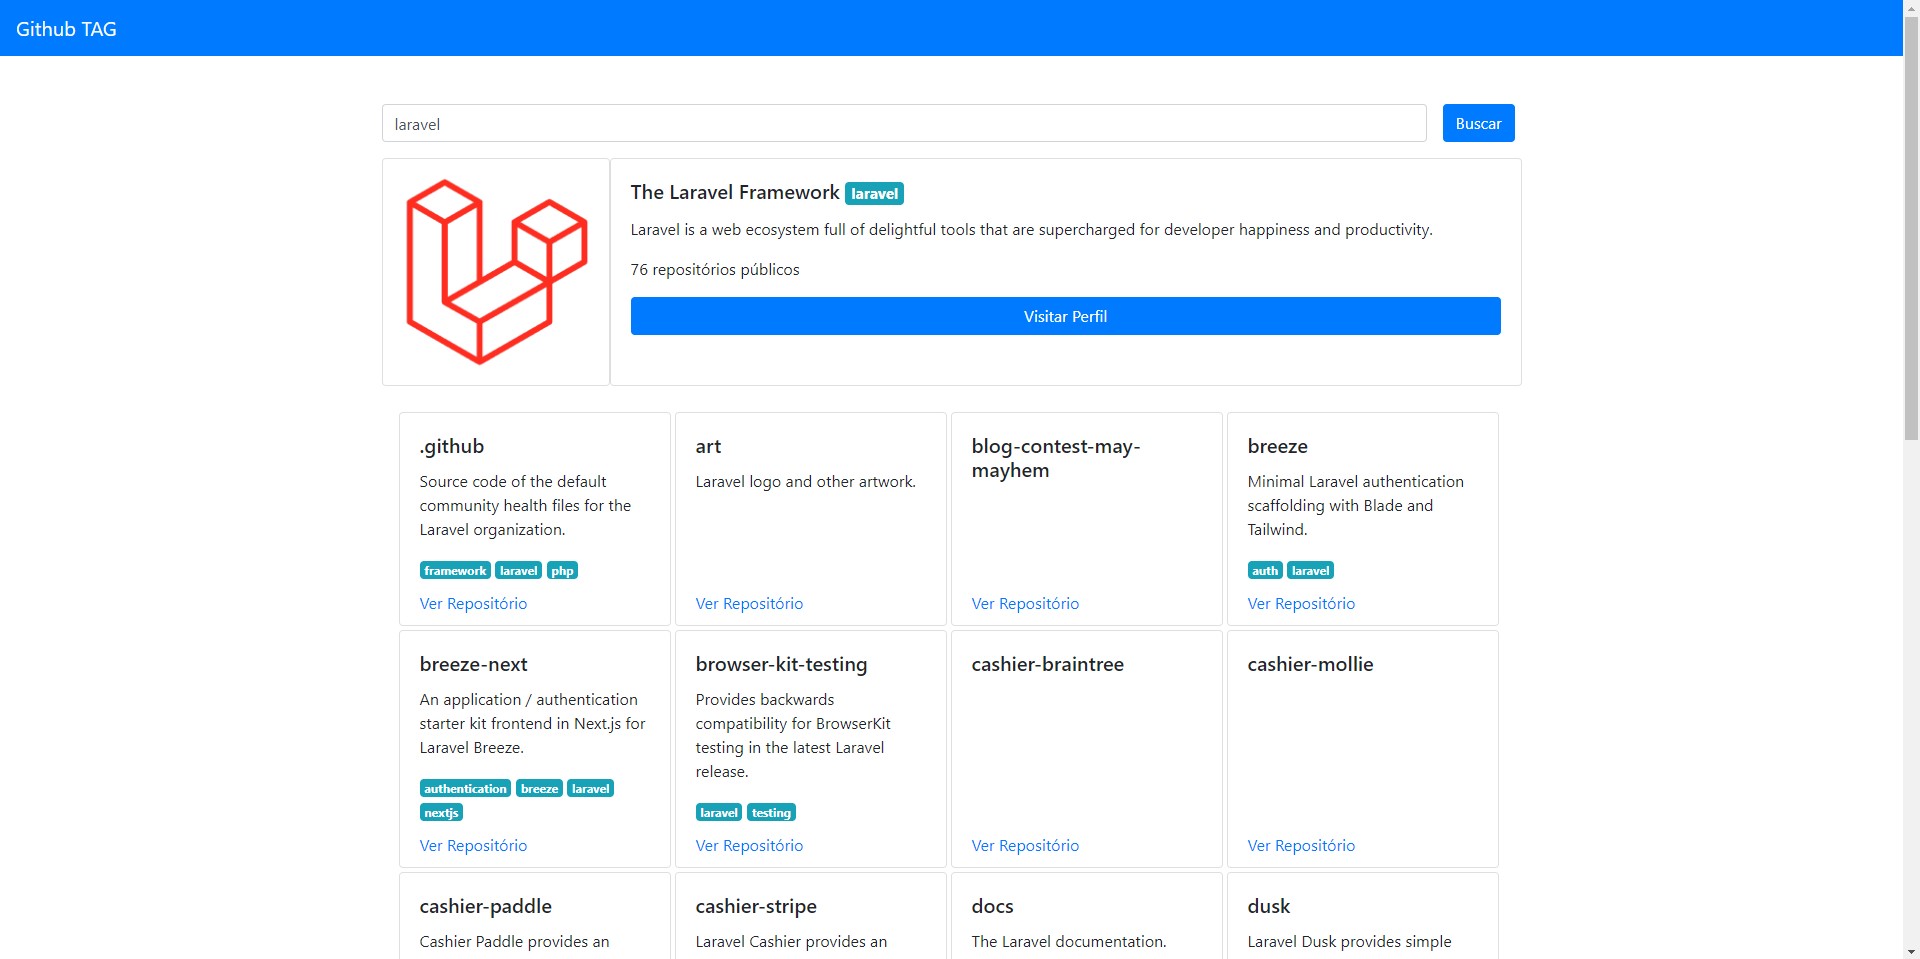 Github TAG
laravel
Buscar
The Laravel Framework laravel
Laravel is a web ecosystem full of delightful tools that are supercharged for developer happiness and productivity.
76 repositórios públicos
Visitar Perfil
.github
Source code of the default
community health files for the
Laravel organization.
framework laravel php
Ver Repositório
art
Laravel logo and other artwork.
Ver Repositório
blog-contest-may-
mayhem
Ver Repositório
breeze
Minimal Laravel authentication
scaffolding with Blade and
Tailwind.
auth laravel
Ver Repositório
breeze-next
An application / authentication
starter kit frontend in Next.js for
Laravel Breeze.
authentication breeze laravel
nextjs
Ver Repositório
browser-kit-testing
Provides backwards
compatibility for BrowserKit
testing in the latest Laravel
release.
laravel testing
Ver Repositório
cashier-braintree
Ver Repositório
cashier-mollie
Ver Repositório
cashier-paddle
Cashier Paddle provides an
cashier-stripe
Laravel Cashier provides an
docs
The Laravel documentation.
dusk
Laravel Dusk provides simple